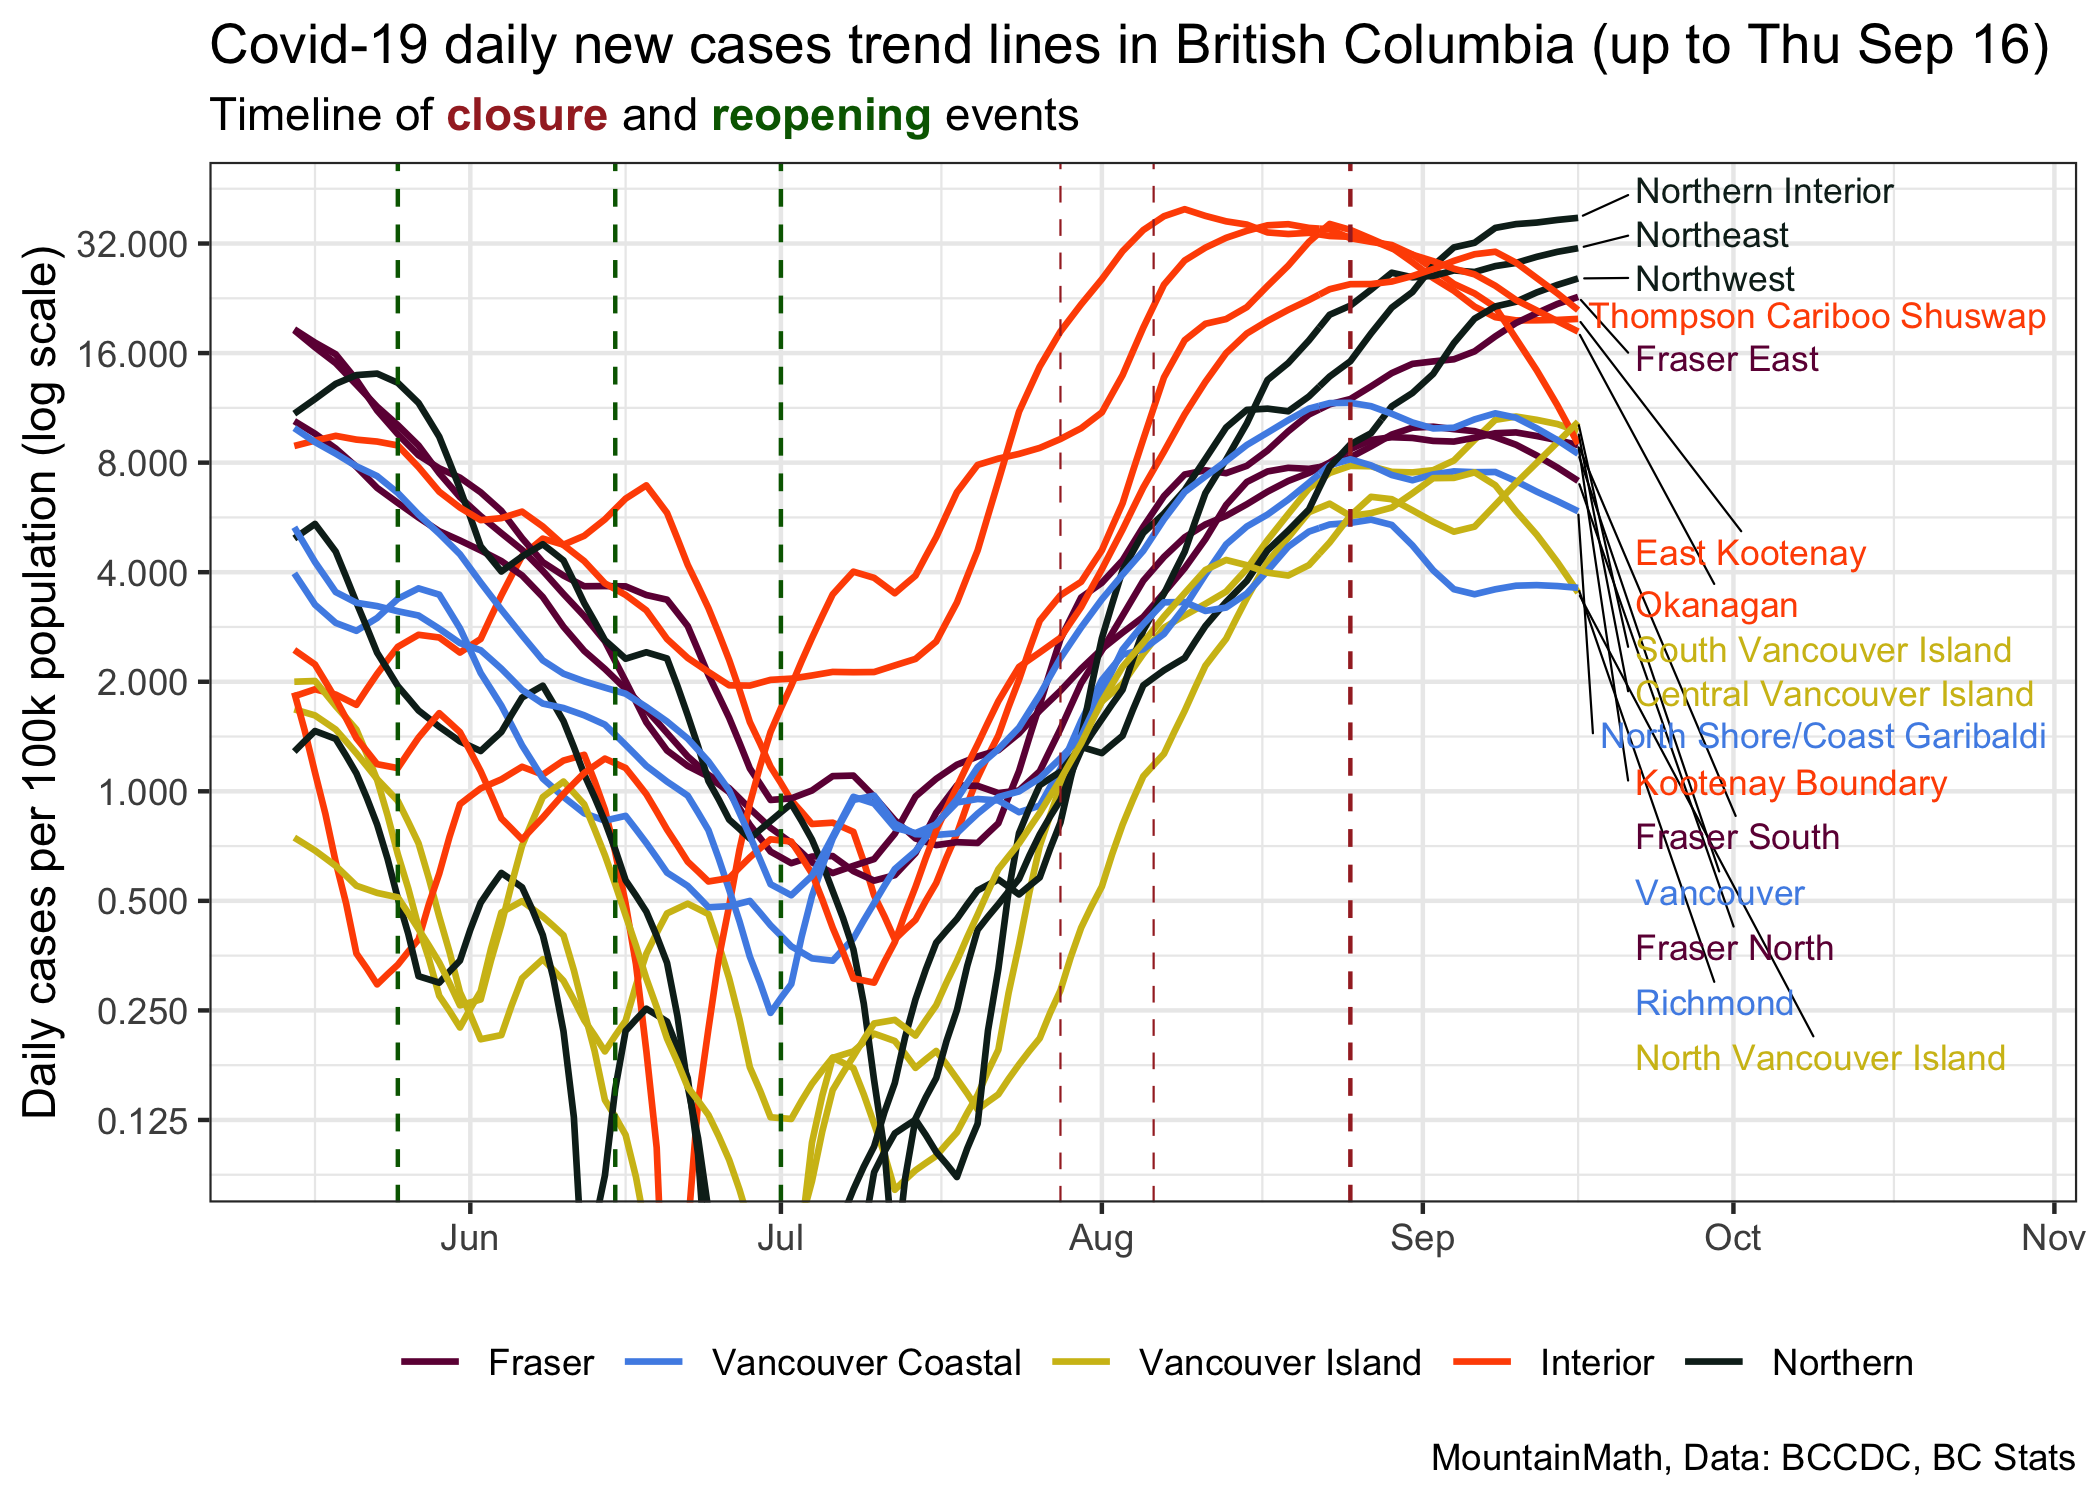 Covid-19 daily new cases trend lines in British Columbia (up to Thu Sep 16)
Timeline of closure and reopening events
Daily cases per 100k population (log scale)
32.000
16.000
8.000
4.000
2.000
1.000
0.500
0.250
0.125
Northern Interior
Northeast
Northwest
Thompson Cariboo Shuswap
Fraser East
East Kootenay
Okanagan
South Vancouver Island
Central Vancouver Island
North Shore/Coast Garibaldi
Kootenay Boundary
Fraser South
Vancouver
Fraser North
Richmond
North Vancouver Island
Jun Jul Aug Sep Oct Nov
Fraser Vancouver Coastal Vancouver Island Interior Northern
MountainMath, Data: BCCDC, BC Stats